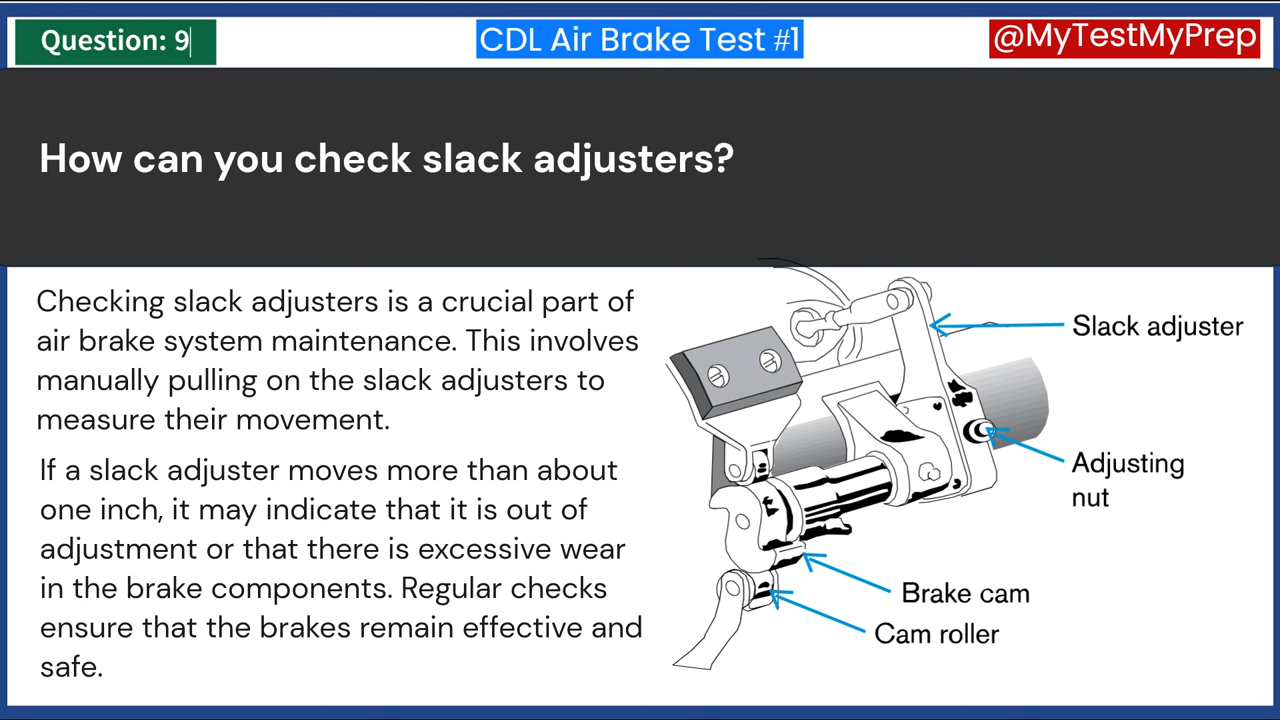 Question: 9
CDL Air Brake Test #1
@MyTestMyPrep
How can you check slack adjusters?
Checking slack adjusters is a crucial part of
air brake system maintenance. This involves
manually pulling on the slack adjusters to
measure their movement.
If a slack adjuster moves more than about
one inch, it may indicate that it is out of
adjustment or that there is excessive wear
in the brake components. Regular checks
ensure that the brakes remain effective and
safe.
Slack adjuster
Adjusting
nut
Brake cam
Cam roller